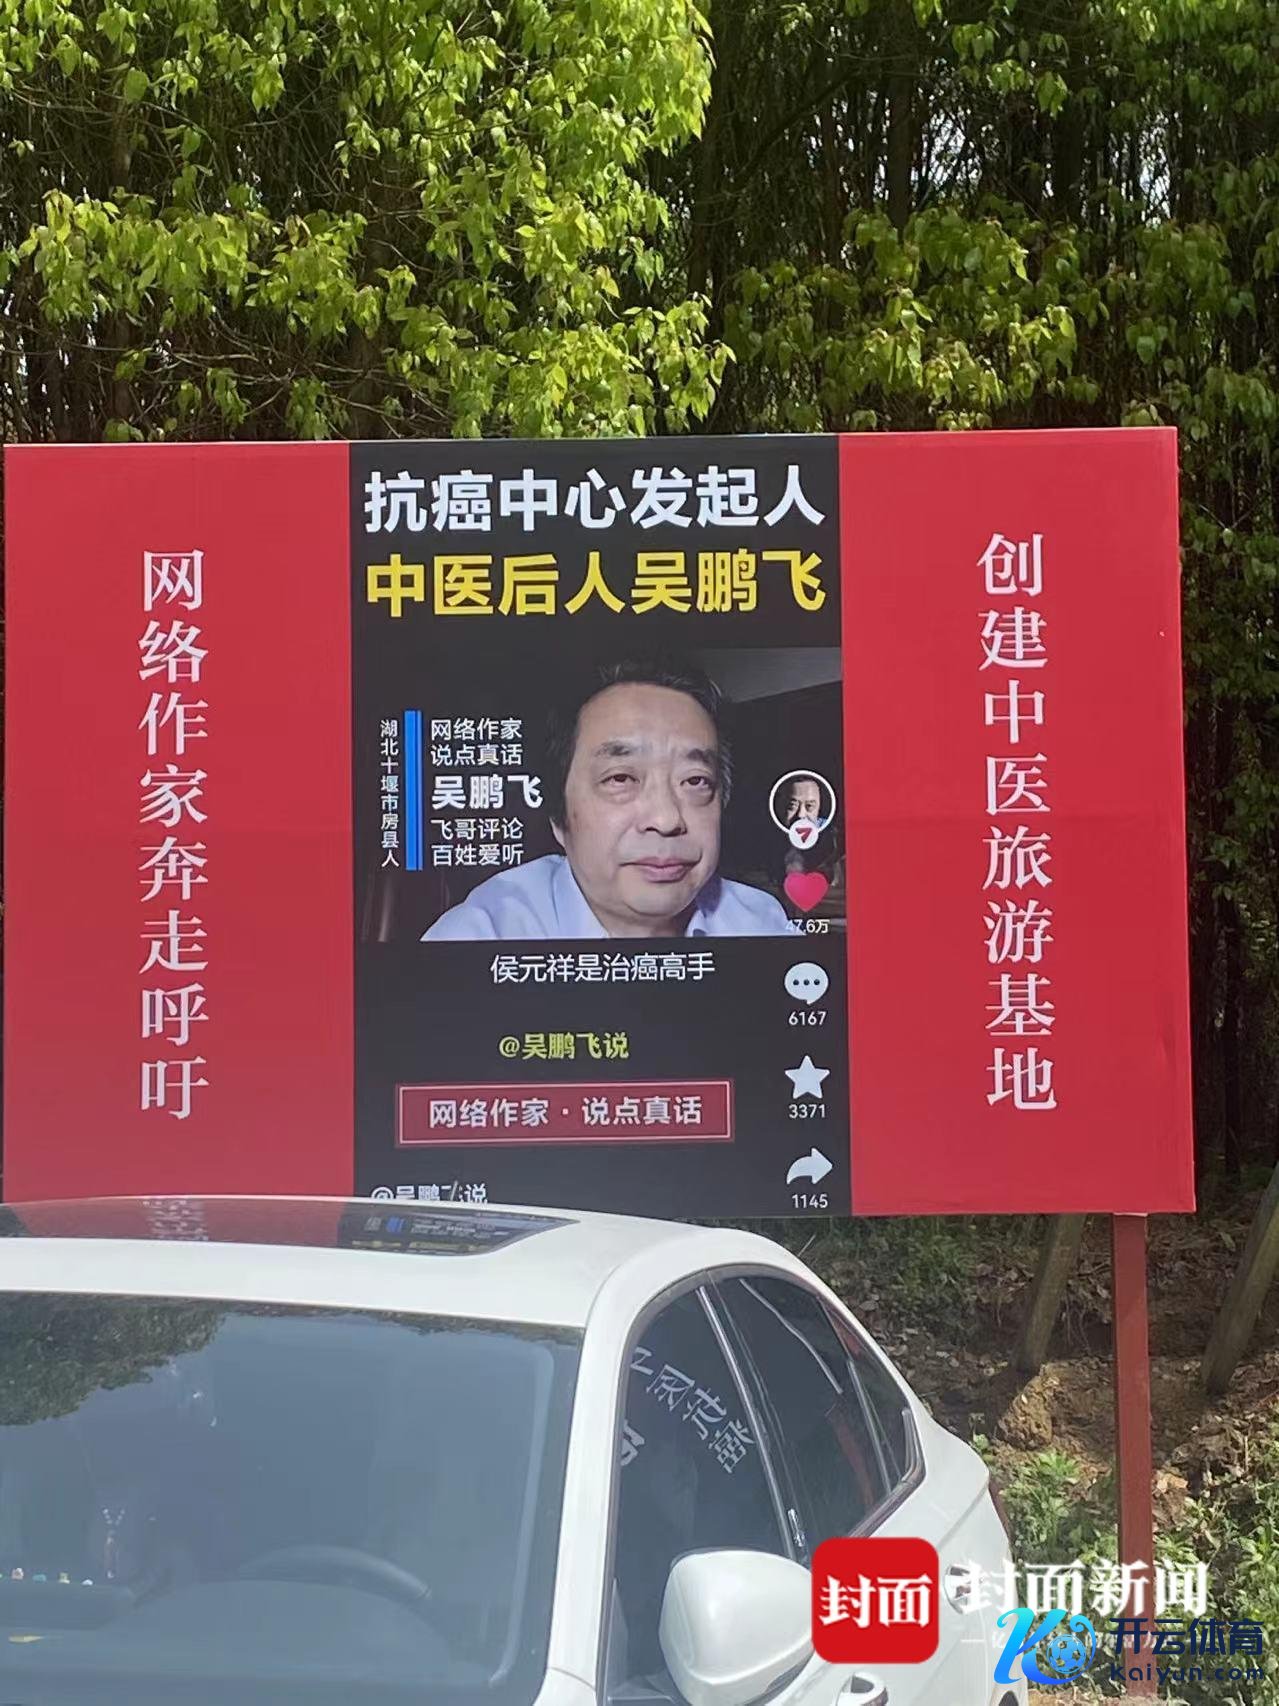 抗癌中心发起人
中医后人吴鹏飞
网络作家奔走呼吁
湖北十堰市房县人
网络作家
说点真话
吴鹏飞
飞哥评论
百姓爱听
47.6万
侯元祥是治癌高手
6167
@吴鹏飞说
3371
网络作家·说点真话
1145
@吴鹏飞说
创建中医旅游基地
封面
封面新闻
开云体育
kaiyun.com